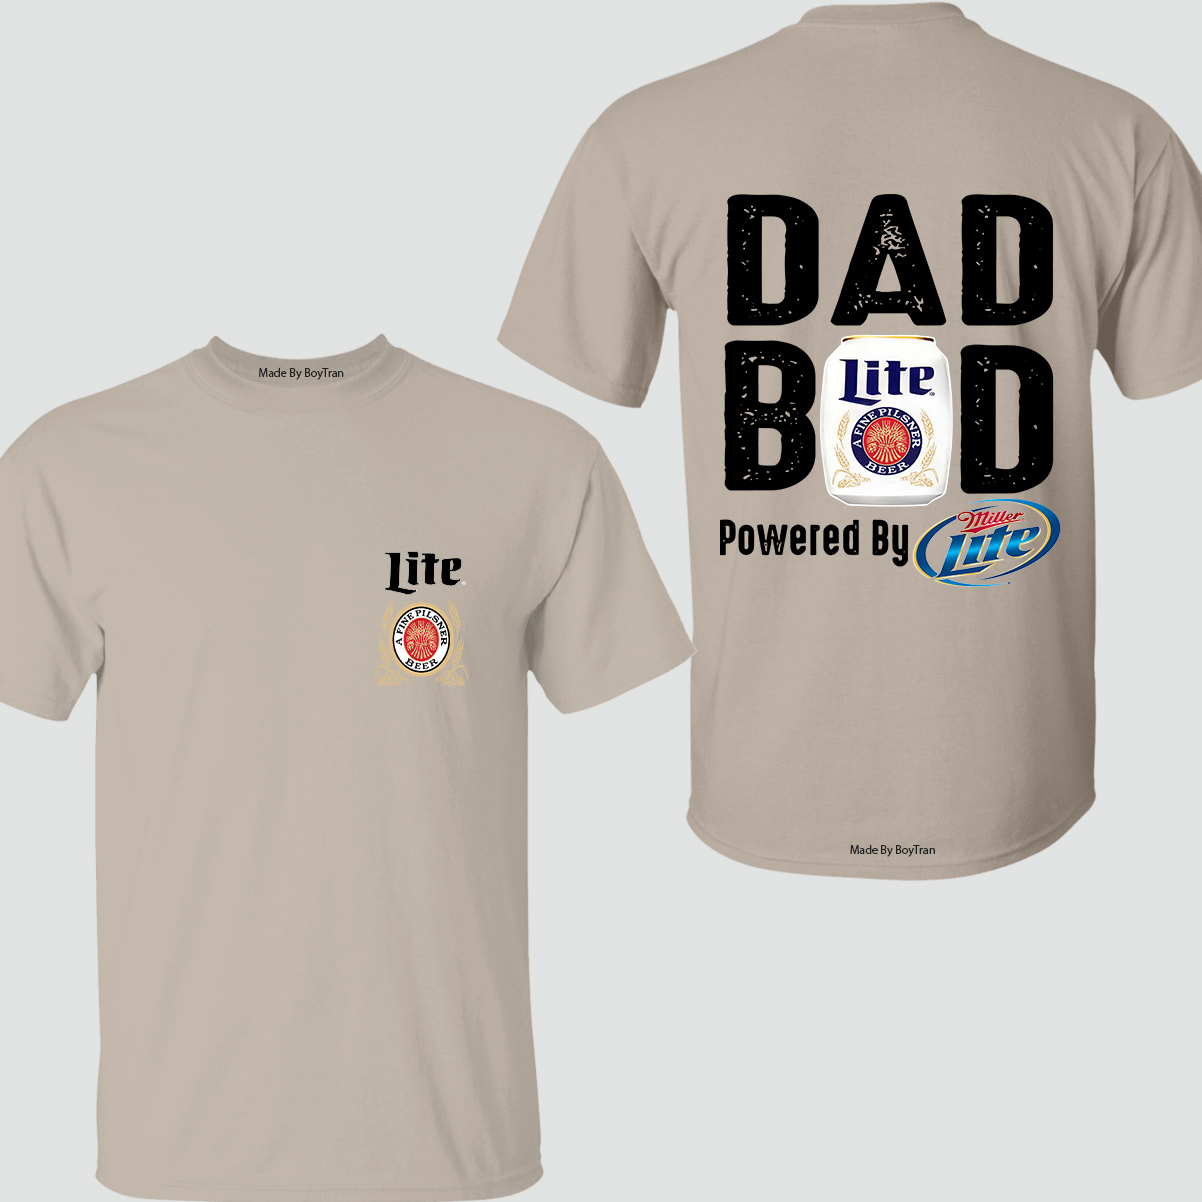 Made By BoyTran
Lite
A FINE PILSNER
BEER
DAD
B D
Lite
A FINE PILSNER
BEER
Powered By Miller Lite
Made By BoyTran